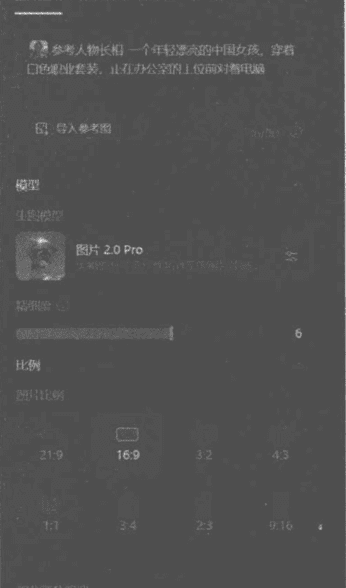 参考人物长相 一个年轻漂亮的中国女孩，穿着
白色职业套装，正在办公室的工位前对着电脑
导入参考图
模型
生图模型
图片 2.0 Pro
精细度
6
比例
图片比例
21:9
16:9
3:2
4:3
1:1
3:4
2:3
9:16